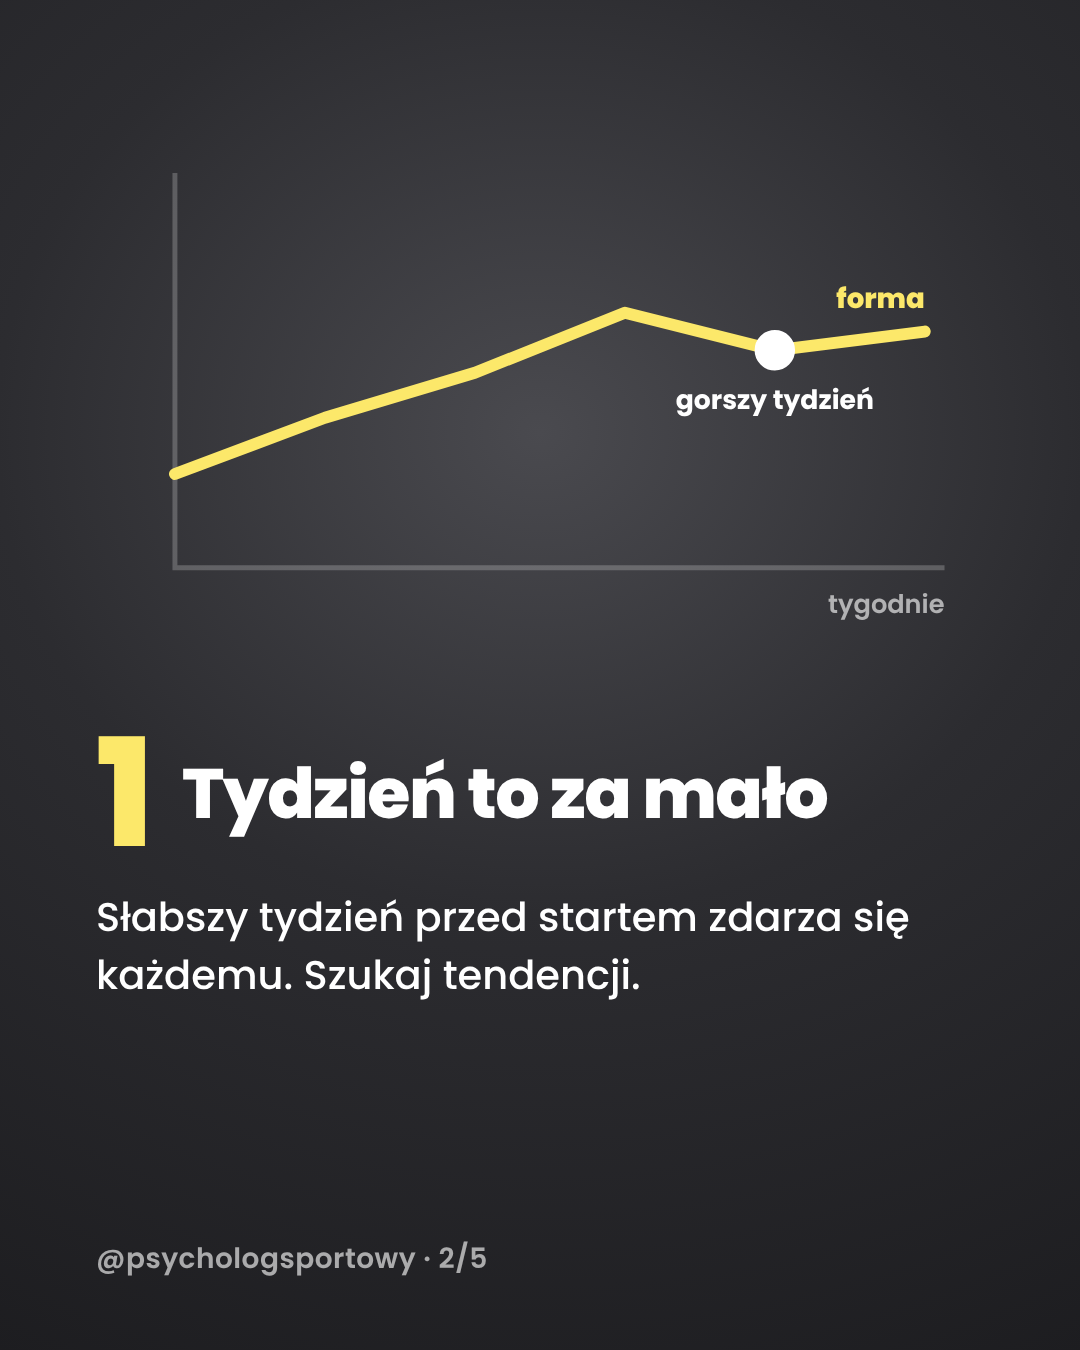 forma
gorszy tydzień
tygodnie
1 Tydzień to za mało
Słabszy tydzień przed startem zdarza się
każdemu. Szukaj tendencji.
@psychologsportowy · 2/5